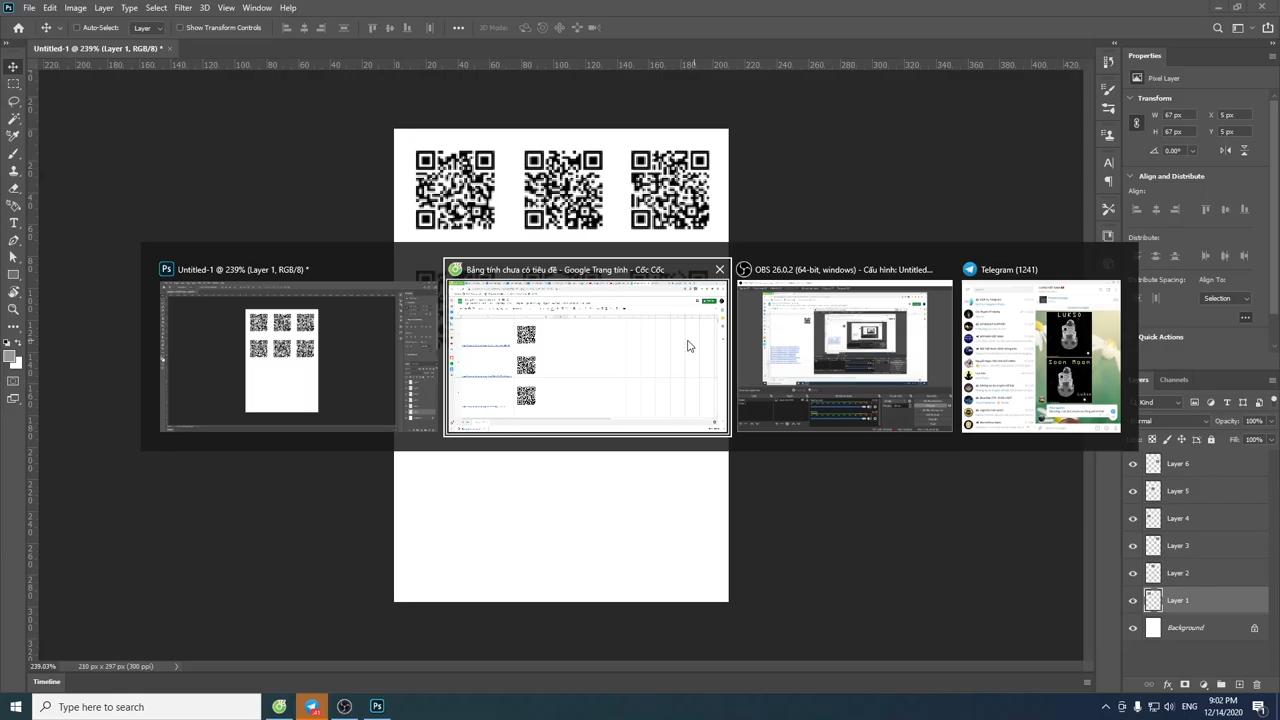 File Edit Image Layer Type Select Filter 3D View Window Help
Auto-Select: Layer Show Transform Controls 3D Mode:
Untitled-1 @ 239% (Layer 1, RGB/8) *
Properties
Pixel Layer
Transform
W 67 px X 5 px
H 67 px Y 5 px
0.00°
Align and Distribute
Align:
Distribute:
Untitled-1 @ 239% (Layer 1, RGB/8) *
Bảng tính chưa có tiêu đề - Google Trang tính - Cốc Cốc
OBS 26.0.2 (64-bit, windows) - Cấu hình: Untitled...
Telegram (1241)
LUKSO
Soon Moon
Quick Actions
Layers Channels
Kind
Normal Opacity: 100%
Fill: 100%
Layer 6
Layer 5
Layer 4
Layer 3
Layer 2
Layer 1
Background
239.03% 210 px x 297 px (300 ppi)
Timeline
Type here to search
9:02 PM
12/14/2020